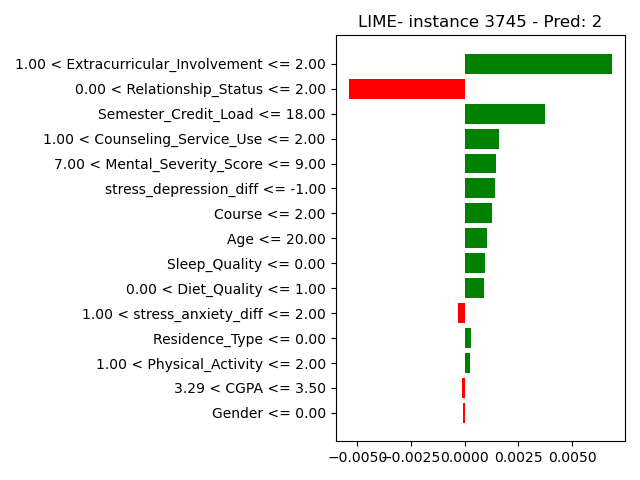 LIME- instance 3745 - Pred: 2
1.00 < Extracurricular_Involvement <= 2.00
0.00 < Relationship_Status <= 2.00
Semester_Credit_Load <= 18.00
1.00 < Counseling_Service_Use <= 2.00
7.00 < Mental_Severity_Score <= 9.00
stress_depression_diff <= -1.00
Course <= 2.00
Age <= 20.00
Sleep_Quality <= 0.00
0.00 < Diet_Quality <= 1.00
1.00 < stress_anxiety_diff <= 2.00
Residence_Type <= 0.00
1.00 < Physical_Activity <= 2.00
3.29 < CGPA <= 3.50
Gender <= 0.00
−0.0050 −0.0025 0.0000 0.0025 0.0050